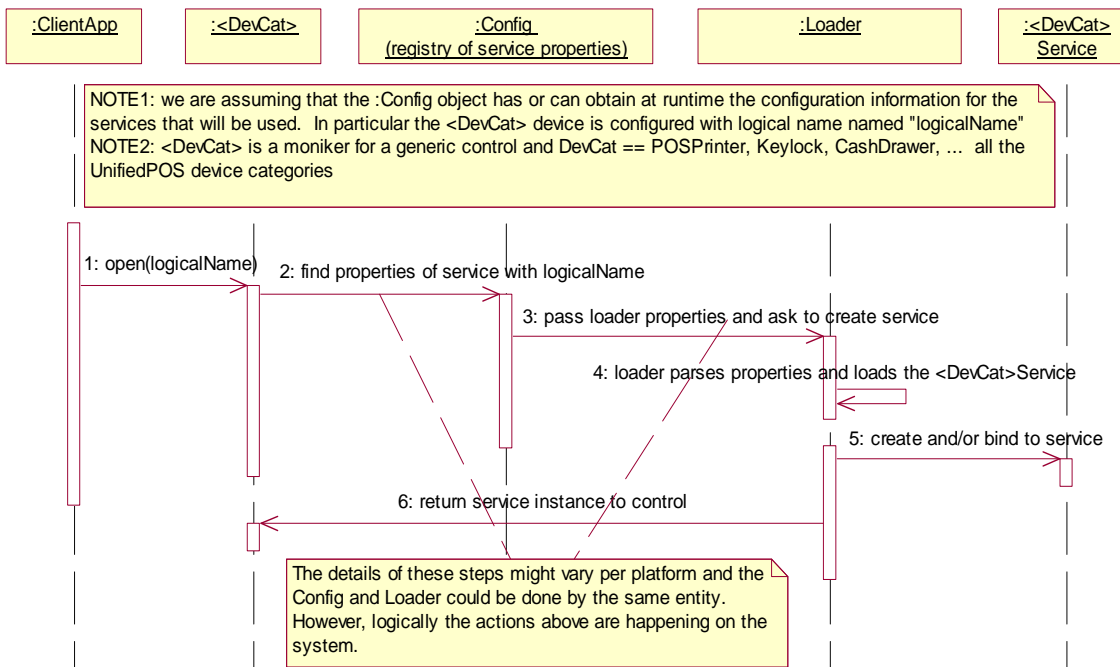 :ClientApp
:<DevCat>
:Config
(registry of service properties)
:Loader
:<DevCat>
Service
NOTE1: we are assuming that the :Config object has or can obtain at runtime the configuration information for the
services that will be used.  In particular the <DevCat> device is configured with logical name named "logicalName"
NOTE2: <DevCat> is a moniker for a generic control and DevCat == POSPrinter, Keylock, CashDrawer, ...  all the
UnifiedPOS device categories
1: open(logicalName)
2: find properties of service with logicalName
3: pass loader properties and ask to create service
4: loader parses properties and loads the <DevCat>Service
5: create and/or bind to service
6: return service instance to control
The details of these steps might vary per platform and the
Config and Loader could be done by the same entity.
However, logically the actions above are happening on the
system.